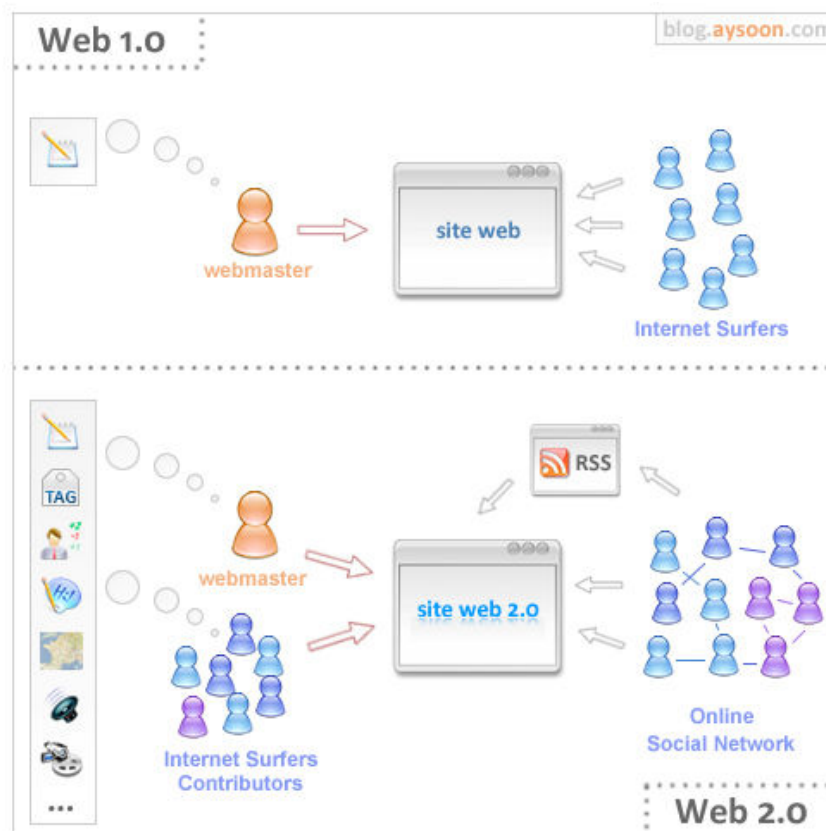 Web 1.0
blog.aysoon.com
site web
webmaster
Internet Surfers
RSS
TAG
webmaster
Hi!
site web 2.0
Internet Surfers
Contributors
Online
Social Network
...
Web 2.0